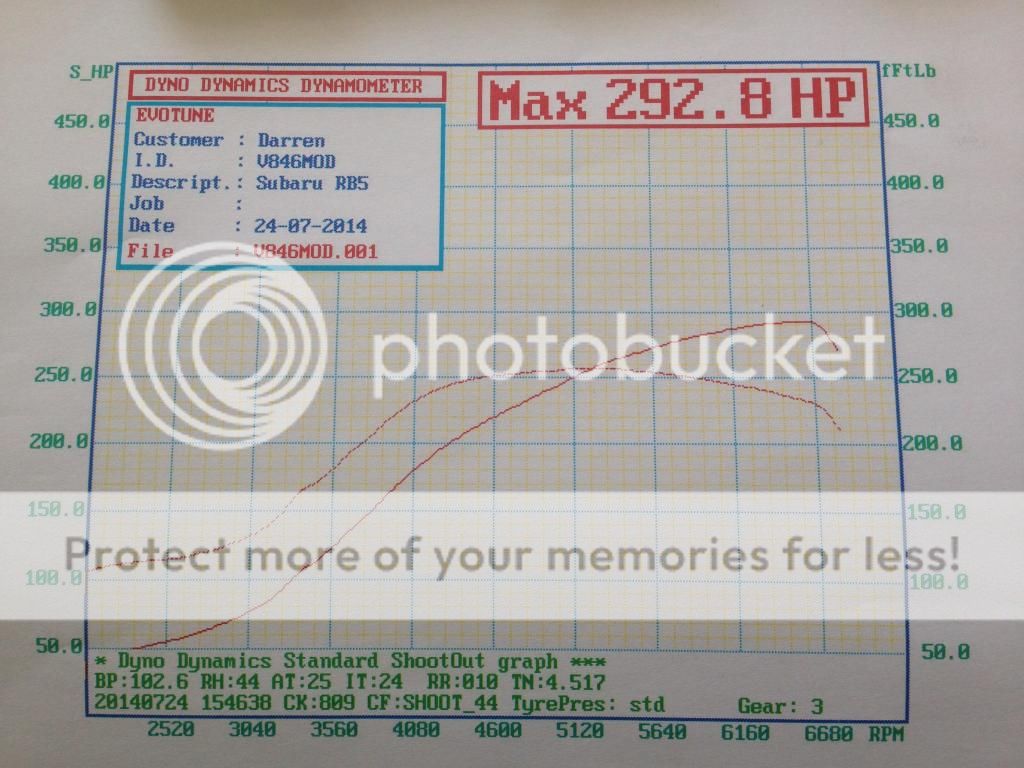 S_HP
DYNO DYNAMICS DYNAMOMETER
Max 292.8 HP
fFtLb
EVOTUNE
Customer : Darren
I.D. : V846MOD
Descript.: Subaru RB5
Job :
Date : 24-07-2014
File : V846MOD.001
450.0
400.0
350.0
300.0
250.0
200.0
150.0
100.0
50.0
450.0
400.0
350.0
300.0
250.0
200.0
150.0
100.0
50.0
photobucket
Protect more of your memories for less!
* Dyno Dynamics Standard ShootOut graph ***
BP:102.6 RH:44 AT:25 IT:24 RR:010 TN:4.517
20140724 154638 CK:809 CF:SHOOT_44 TyrePres: std Gear: 3
2520 3040 3560 4080 4600 5120 5640 6160 6680 RPM